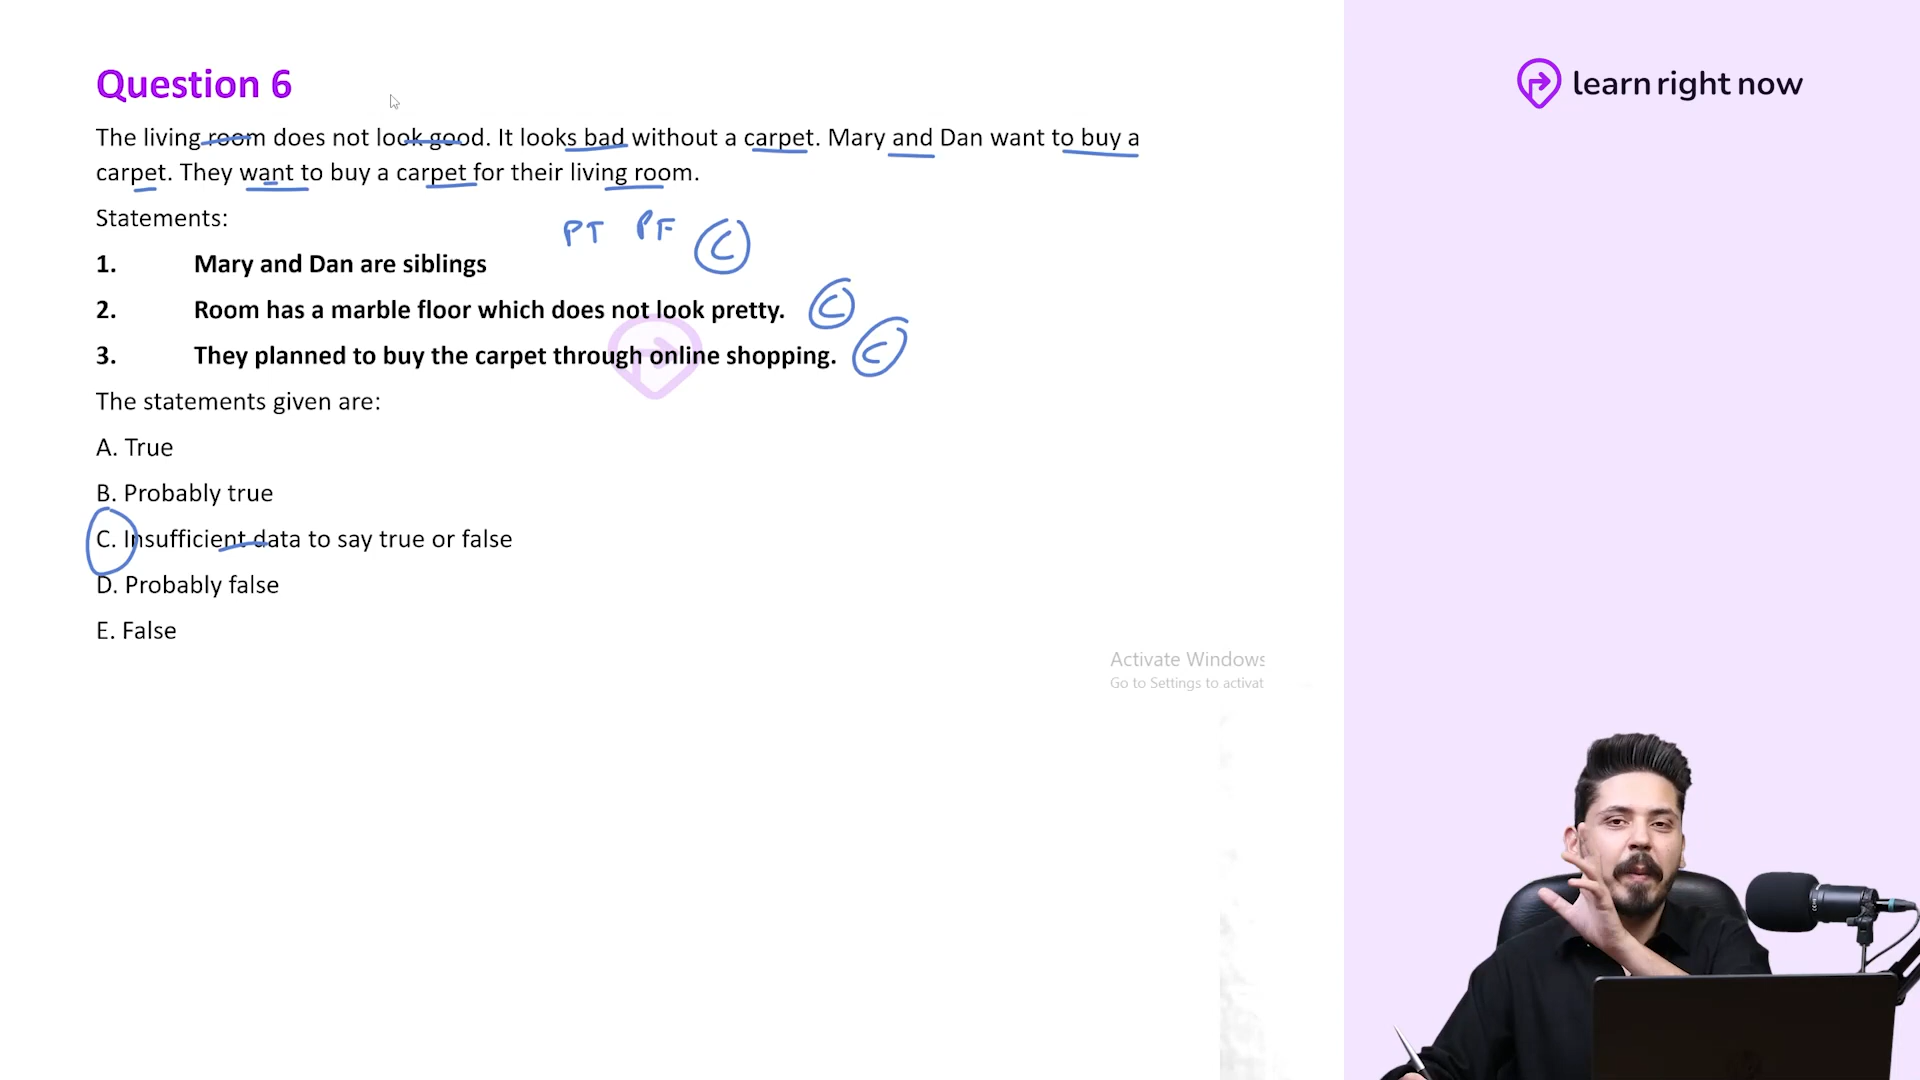 Question 6
learn right now
The living room does not look good. It looks bad without a carpet. Mary and Dan want to buy a
carpet. They want to buy a carpet for their living room.
Statements:
PT PF C
1. Mary and Dan are siblings
2. Room has a marble floor which does not look pretty. C
3. They planned to buy the carpet through online shopping. C
The statements given are:
A. True
B. Probably true
C. Insufficient data to say true or false
D. Probably false
E. False
Activate Windows
Go to Settings to activat